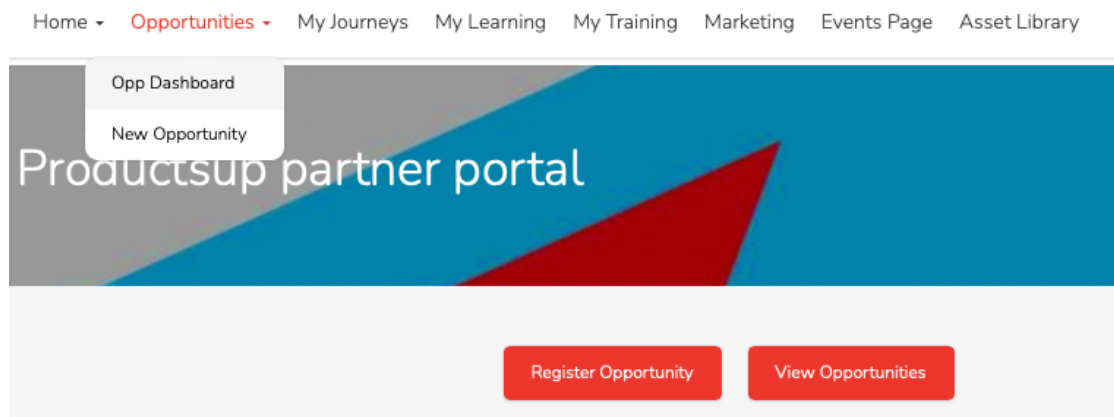 Home Opportunities My Journeys My Learning My Training Marketing Events Page Asset Library
Opp Dashboard
New Opportunity
Productsup partner portal
Register Opportunity View Opportunities